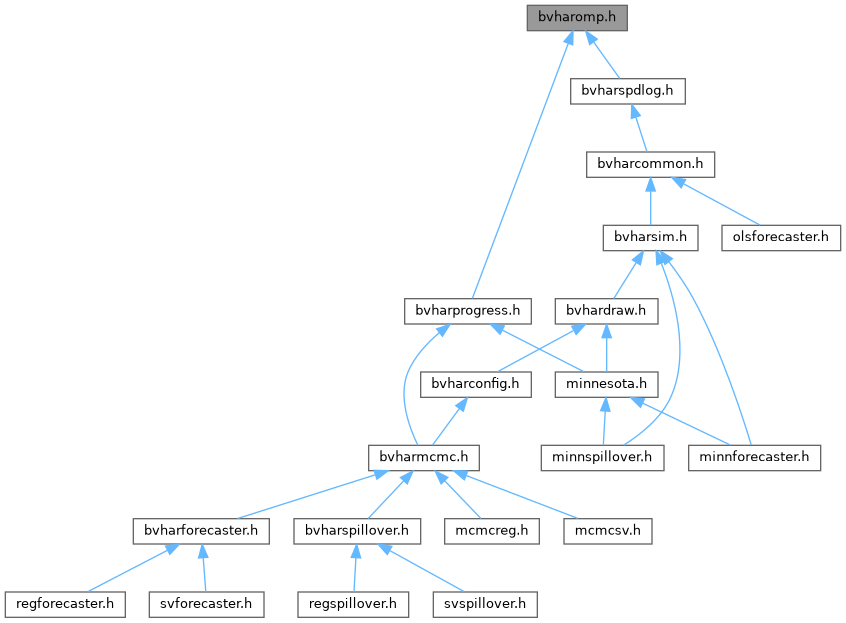 bvharomp.h
bvharspdlog.h
bvharcommon.h
bvharsim.h
olsforecaster.h
bvharprogress.h
bvhardraw.h
bvharconfig.h
minnesota.h
bvharmcmc.h
minnspillover.h
minnforecaster.h
bvharforecaster.h
bvharspillover.h
mcmcreg.h
mcmcsv.h
regforecaster.h
svforecaster.h
regspillover.h
svspillover.h